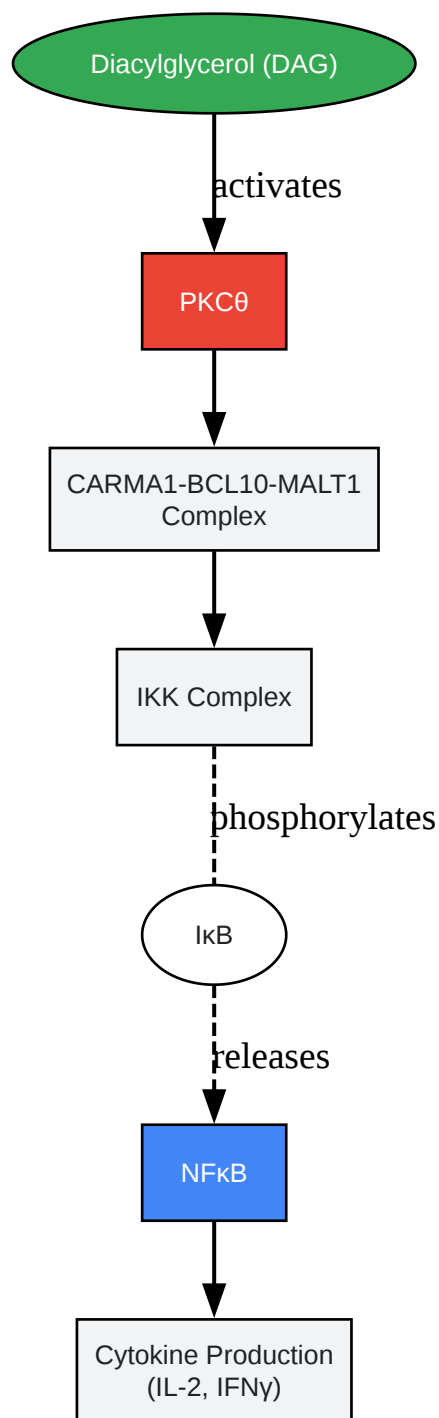 Diacylglycerol (DAG)
activates
PKCθ
CARMA1-BCL10-MALT1
Complex
IKK Complex
phosphorylates
IκB
releases
NFκB
Cytokine Production
(IL-2, IFNγ)